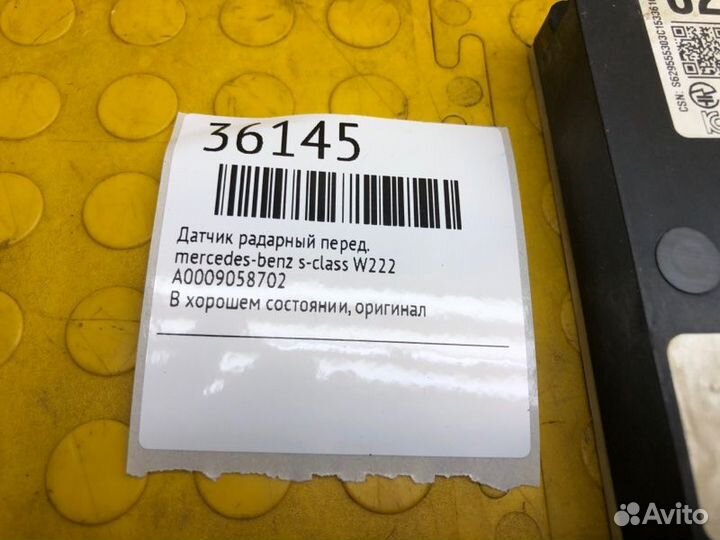 36145
Датчик радарный перед.
mercedes-benz s-class W222
A0009058702
В хорошем состоянии, оригинал
Avito